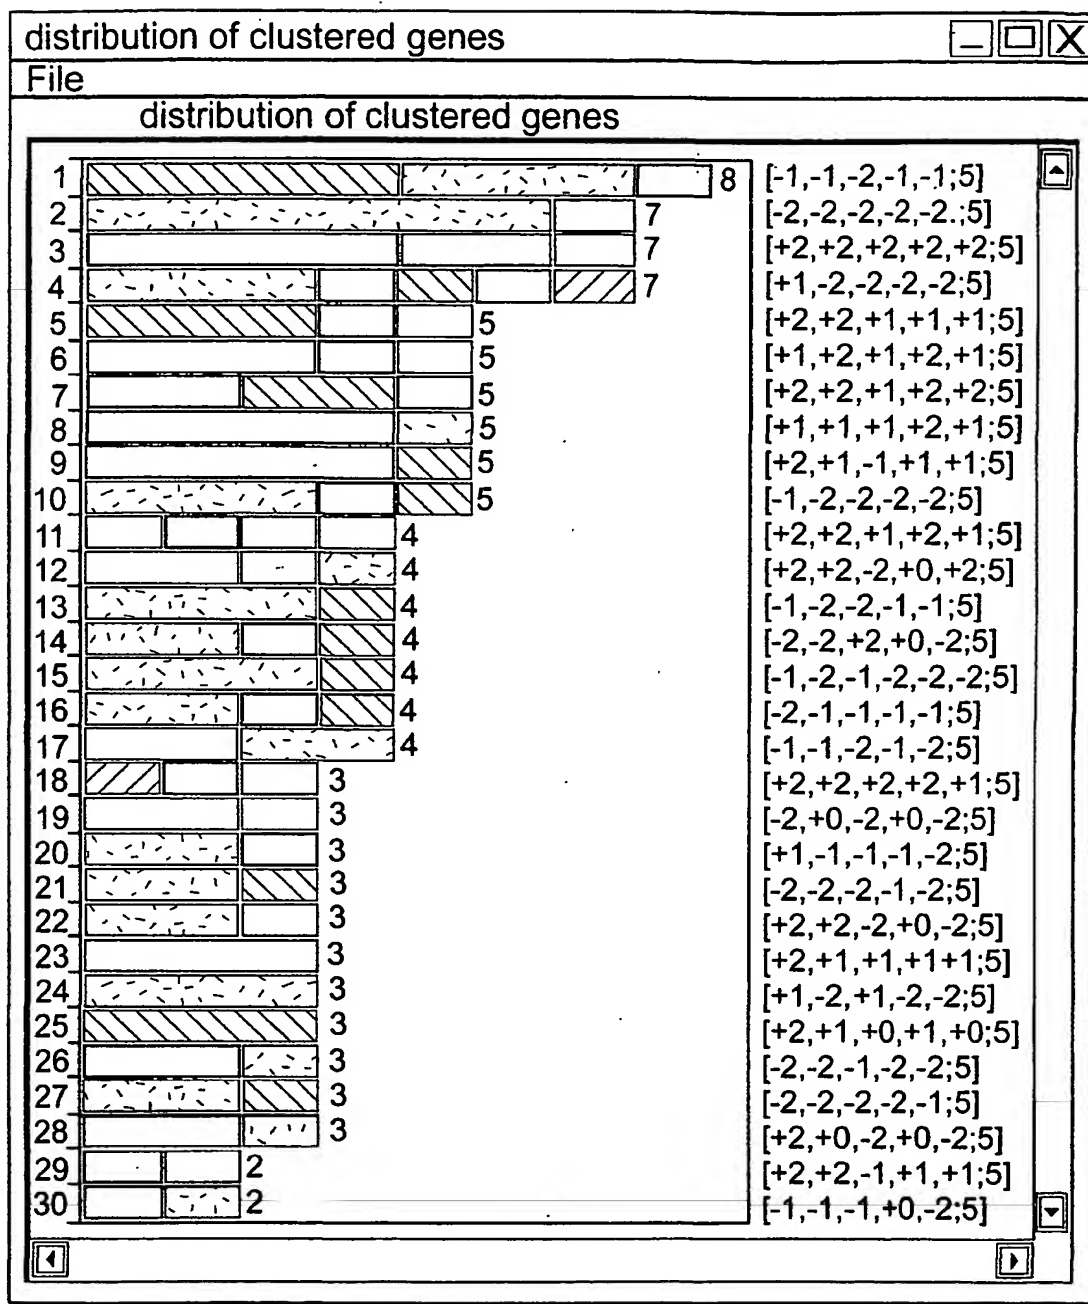 distribution of clustered genes
File
distribution of clustered genes
1 8 [-1,-1,-2,-1,-1;5]
2 7 [-2,-2,-2,-2,-2.;5]
3 7 [+2,+2,+2,+2,+2;5]
4 7 [+1,-2,-2,-2,-2;5]
5 5 [+2,+2,+1,+1,+1;5]
6 5 [+1,+2,+1,+2,+1;5]
7 5 [+2,+2,+1,+2,+2;5]
8 5 [+1,+1,+1,+2,+1;5]
9 5 [+2,+1,-1,+1,+1;5]
10 5 [-1,-2,-2,-2,-2;5]
11 4 [+2,+2,+1,+2,+1;5]
12 4 [+2,+2,-2,+0,+2;5]
13 4 [-1,-2,-2,-1,-1;5]
14 4 [-2,-2,+2,+0,-2;5]
15 4 [-1,-2,-1,-2,-2,-2;5]
16 4 [-2,-1,-1,-1,-1;5]
17 4 [-1,-1,-2,-1,-2;5]
18 3 [+2,+2,+2,+2,+1;5]
19 3 [-2,+0,-2,+0,-2;5]
20 3 [+1,-1,-1,-1,-2;5]
21 3 [-2,-2,-2,-1,-2;5]
22 3 [+2,+2,-2,+0,-2;5]
23 3 [+2,+1,+1,+1+1;5]
24 3 [+1,-2,+1,-2,-2;5]
25 3 [+2,+1,+0,+1,+0;5]
26 3 [-2,-2,-1,-2,-2;5]
27 3 [-2,-2,-2,-2,-1;5]
28 3 [+2,+0,-2,+0,-2;5]
29 2 [+2,+2,-1,+1,+1;5]
30 2 [-1,-1,-1,+0,-2;5]